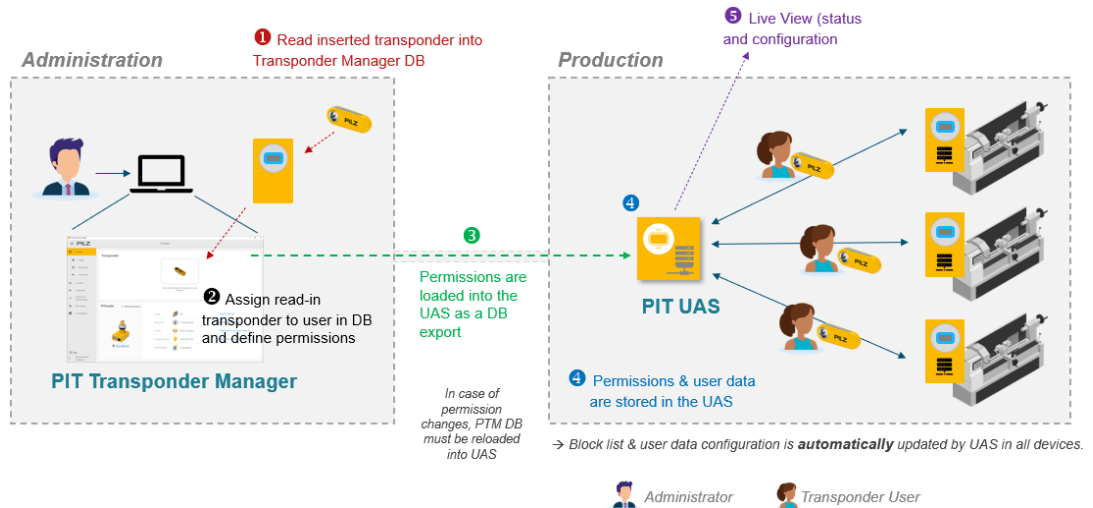 ❺ Live View (status
and configuration
❶ Read inserted transponder into
Transponder Manager DB
Administration
Production
PILZ
PILZ
PILZ
PILZ
❹
❸
Permissions are
loaded into the
UAS as a DB
export
❷ Assign read-in
transponder to user in DB
and define permissions
PIT Transponder Manager
PIT UAS
PILZ
❹ Permissions & user data
are stored in the UAS
In case of
permission
changes, PTM DB
must be reloaded
into UAS
→ Block list & user data configuration is automatically updated by UAS in all devices.
Administrator
Transponder User